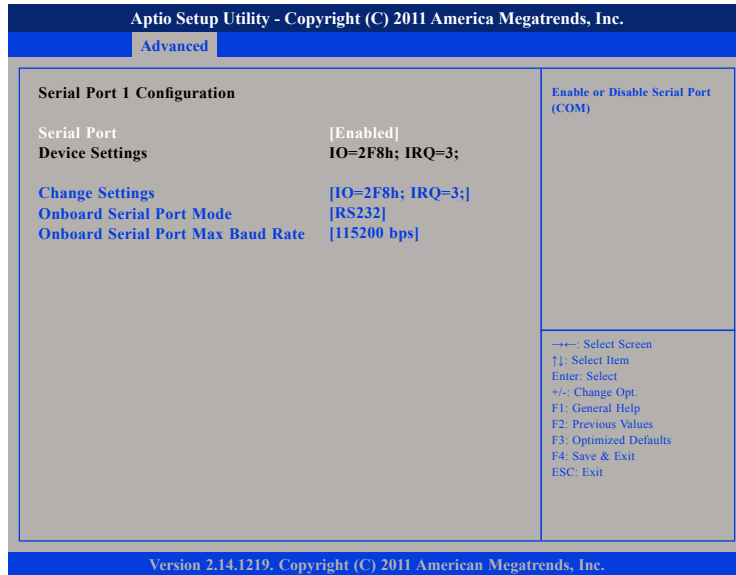 Aptio Setup Utility - Copyright (C) 2011 America Megatrends, Inc.
Advanced
Serial Port 1 Configuration
Serial Port [Enabled]
Device Settings IO=2F8h; IRQ=3;
Change Settings [IO=2F8h; IRQ=3;]
Onboard Serial Port Mode [RS232]
Onboard Serial Port Max Baud Rate [115200 bps]
Enable or Disable Serial Port
(COM)
→←: Select Screen
↑↓: Select Item
Enter: Select
+/-: Change Opt.
F1: General Help
F2: Previous Values
F3: Optimized Defaults
F4: Save & Exit
ESC: Exit
Version 2.14.1219. Copyright (C) 2011 American Megatrends, Inc.